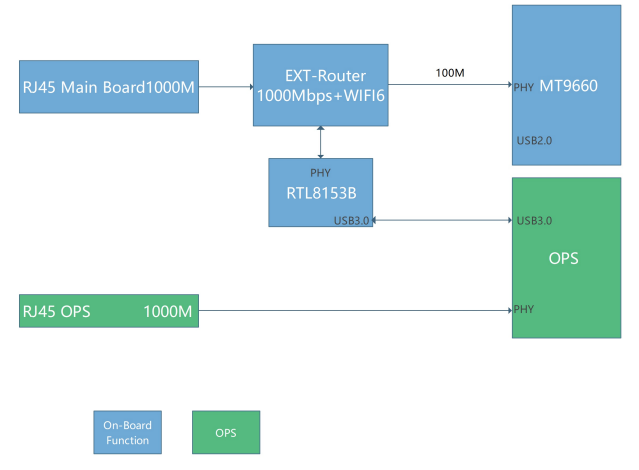 RJ45 Main Board1000M
EXT-Router
1000Mbps+WIFI6
100M
PHY MT9660
USB2.0
PHY
RTL8153B
USB3.0
USB3.0
OPS
RJ45 OPS 1000M
PHY
On-Board
Function
OPS